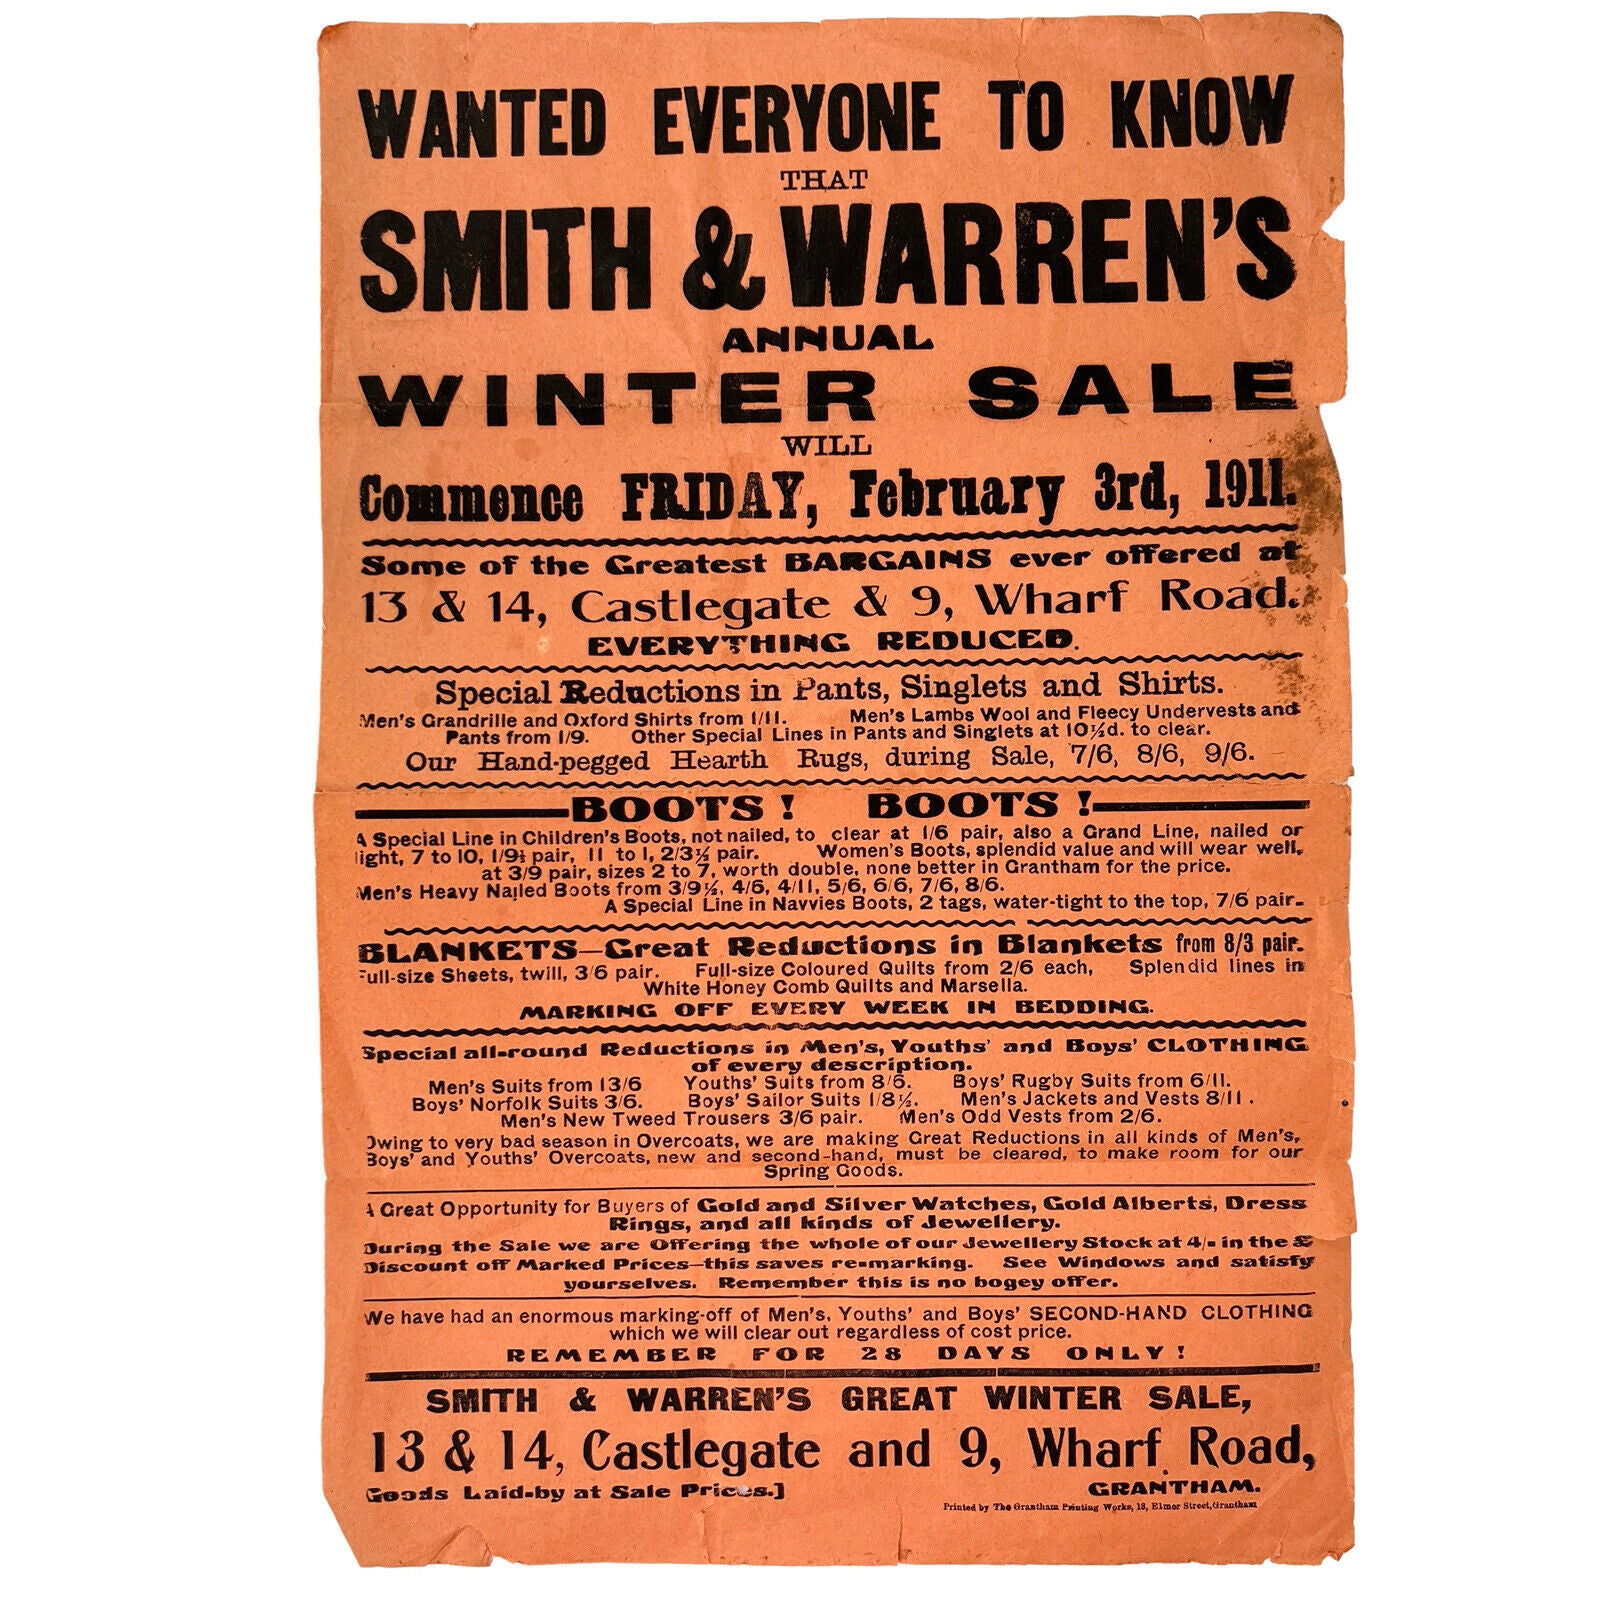 WANTED EVERYONE TO KNOW
THAT
SMITH & WARREN'S
ANNUAL
WINTER SALE
WILL
Commence FRIDAY, February 3rd, 1911.
Some of the Greatest BARGAINS ever offered at
13 & 14, Castlegate & 9, Wharf Road.
EVERYTHING REDUCED.
Special Reductions in Pants, Singlets and Shirts.
Men's Grandrille and Oxford Shirts from 1/11. Men's Lambs Wool and Fleecy Undervests and
Pants from 1/9. Other Special Lines in Pants and Singlets at 10½d. to clear.
Our Hand-pegged Hearth Rugs, during Sale, 7/6, 8/6, 9/6.
BOOTS! BOOTS!
A Special Line in Children's Boots, not nailed, to clear at 1/6 pair, also a Grand Line, nailed or
light, 7 to 10, 1/9½ pair, 11 to 1, 2/3½ pair. Women's Boots, splendid value and will wear well,
at 3/9 pair, sizes 2 to 7, worth double, none better in Grantham for the price.
Men's Heavy Nailed Boots from 3/9½, 4/6, 4/11, 5/6, 6/6, 7/6, 8/6.
A Special Line in Navvies Boots, 2 tags, water-tight to the top, 7/6 pair.
BLANKETS—Great Reductions in Blankets from 8/3 pair.
Full-size Sheets, twill, 3/6 pair. Full-size Coloured Quilts from 2/6 each, Splendid lines in
White Honey Comb Quilts and Marsella.
MARKING OFF EVERY WEEK IN BEDDING.
Special all-round Reductions in Men's, Youths' and Boys' CLOTHING
of every description.
Men's Suits from 13/6 Youths' Suits from 8/6. Boys' Rugby Suits from 6/11.
Boys' Norfolk Suits 3/6. Boys' Sailor Suits 1/8½. Men's Jackets and Vests 8/11.
Men's New Tweed Trousers 3/6 pair. Men's Odd Vests from 2/6.
Owing to very bad season in Overcoats, we are making Great Reductions in all kinds of Men's,
Boys' and Youths' Overcoats, new and second-hand, must be cleared, to make room for our
Spring Goods.
A Great Opportunity for Buyers of Gold and Silver Watches, Gold Alberts, Dress
Rings, and all kinds of Jewellery.
During the Sale we are Offering the whole of our Jewellery Stock at 4/- in the £
Discount off Marked Prices—this saves re-marking. See Windows and satisfy
yourselves. Remember this is no bogey offer.
We have had an enormous marking-off of Men's, Youths' and Boys' SECOND-HAND CLOTHING
which we will clear out regardless of cost price.
REMEMBER FOR 28 DAYS ONLY!
SMITH & WARREN'S GREAT WINTER SALE,
13 & 14, Castlegate and 9, Wharf Road,
Goods Laid-by at Sale Prices.] GRANTHAM.
Printed by The Grantham Printing Works, 18, Elmer Street, Grantham